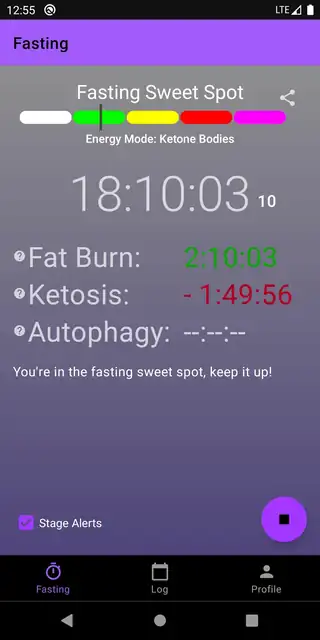 12:55 LTE
Fasting
Fasting Sweet Spot
Energy Mode: Ketone Bodies
18:10:03 10
? Fat Burn: 2:10:03
? Ketosis: - 1:49:56
? Autophagy: --:--:--
You're in the fasting sweet spot, keep it up!
Stage Alerts
Fasting Log Profile